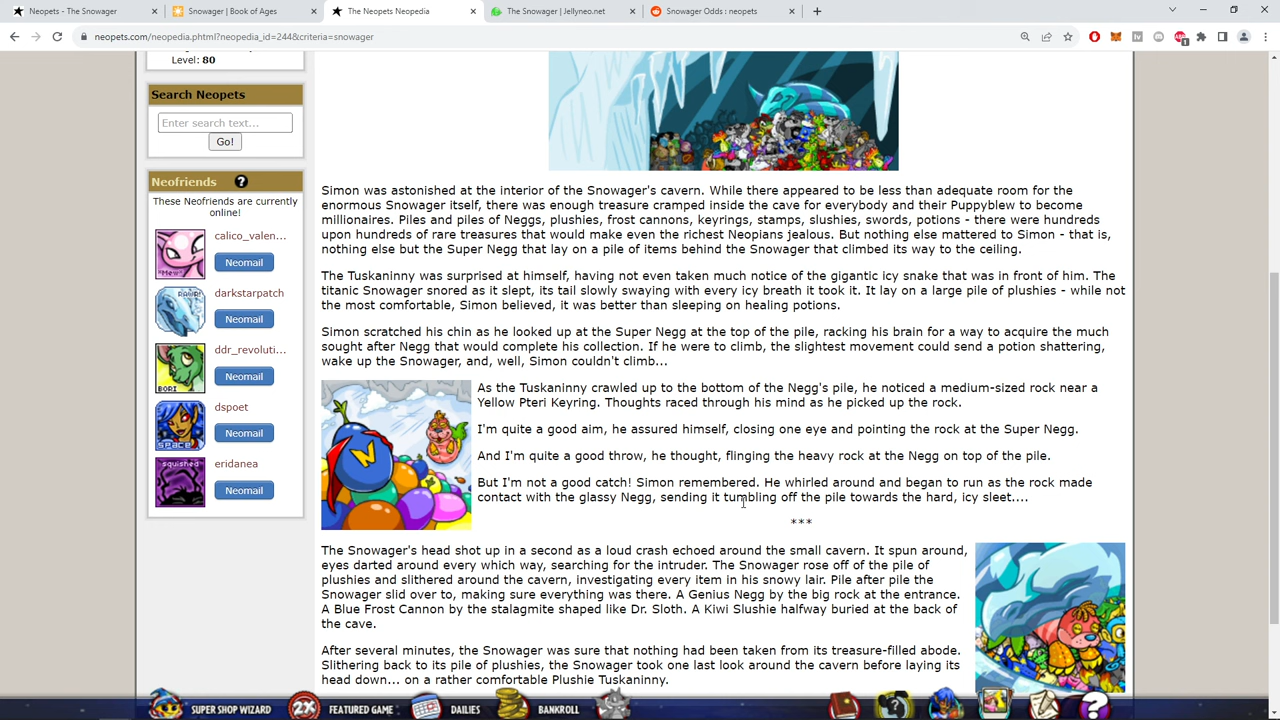 Neopets - The Snowager
Snowager | Book of Ages
The Neopets Neopedia
The Snowager | Jellyneo.net
Snowager Odds : neopets
neopets.com/neopedia.phtml?neopedia_id=244&criteria=snowager
Level: 80
Search Neopets
Enter search text...
Go!
Neofriends ?
These Neofriends are currently
online!
calico_valen...
Neomail
Mew!
darkstarpatch
RAWR!
Neomail
ddr_revoluti...
BORI
Neomail
dspoet
SPACE
Neomail
eridanea
squished
Neomail
Simon was astonished at the interior of the Snowager's cavern. While there appeared to be less than adequate room for the
enormous Snowager itself, there was enough treasure cramped inside the cave for everybody and their Puppyblew to become
millionaires. Piles and piles of Neggs, plushies, frost cannons, keyrings, stamps, slushies, swords, potions - there were hundreds
upon hundreds of rare treasures that would make even the richest Neopians jealous. But nothing else mattered to Simon - that is,
nothing else but the Super Negg that lay on a pile of items behind the Snowager that climbed its way to the ceiling.
The Tuskaninny was surprised at himself, having not even taken much notice of the gigantic icy snake that was in front of him. The
titanic Snowager snored as it slept, its tail slowly swaying with every icy breath it took. It lay on a large pile of plushies - while not
the most comfortable, Simon believed, it was better than sleeping on healing potions.
Simon scratched his chin as he looked up at the Super Negg at the top of the pile, racking his brain for a way to acquire the much
sought after Negg that would complete his collection. If he were to climb, the slightest movement could send a potion shattering,
wake up the Snowager, and, well, Simon couldn't climb...
As the Tuskaninny crawled up to the bottom of the Negg's pile, he noticed a medium-sized rock near a
Yellow Pteri Keyring. Thoughts raced through his mind as he picked up the rock.
I'm quite a good aim, he assured himself, closing one eye and pointing the rock at the Super Negg.
And I'm quite a good throw, he thought, flinging the heavy rock at the Negg on top of the pile.
But I'm not a good catch! Simon remembered. He whirled around and began to run as the rock made
contact with the glassy Negg, sending it tumbling off the pile towards the hard, icy sleet....
***
The Snowager's head shot up in a second as a loud crash echoed around the small cavern. It spun around,
eyes darted around every which way, searching for the intruder. The Snowager rose off of the pile of
plushies and slithered around the cavern, investigating every item in his snowy lair. Pile after pile the
Snowager slid over to, making sure everything was there. A Genius Negg by the big rock at the entrance.
A Blue Frost Cannon by the stalagmite shaped like Dr. Sloth. A Kiwi Slushie halfway buried at the back of
the cave.
After several minutes, the Snowager was sure that nothing had been taken from its treasure-filled abode.
Slithering back to its pile of plushies, the Snowager took one last look around the cavern before laying its
head down... on a rather comfortable Plushie Tuskaninny.
SUPER SHOP WIZARD
2X
FEATURED GAME
DAILIES
BANKROLL
?